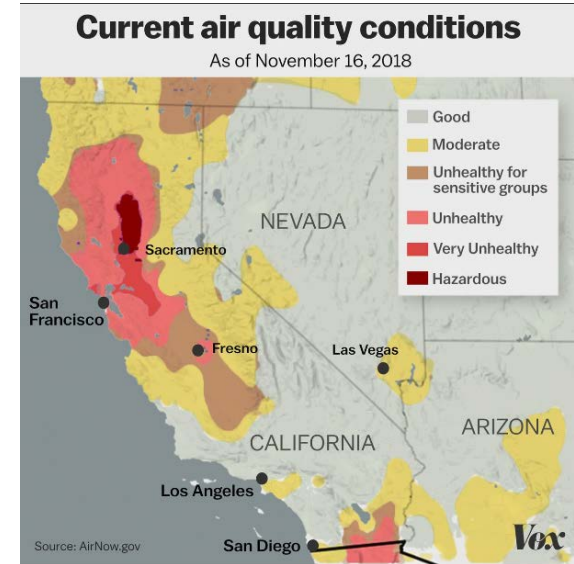 Current air quality conditions
As of November 16, 2018
Good
Moderate
Unhealthy for
sensitive groups
Unhealthy
Very Unhealthy
Hazardous
NEVADA
Sacramento
San
Francisco
Fresno
Las Vegas
ARIZONA
CALIFORNIA
Los Angeles
San Diego
Source: AirNow.gov
Vox